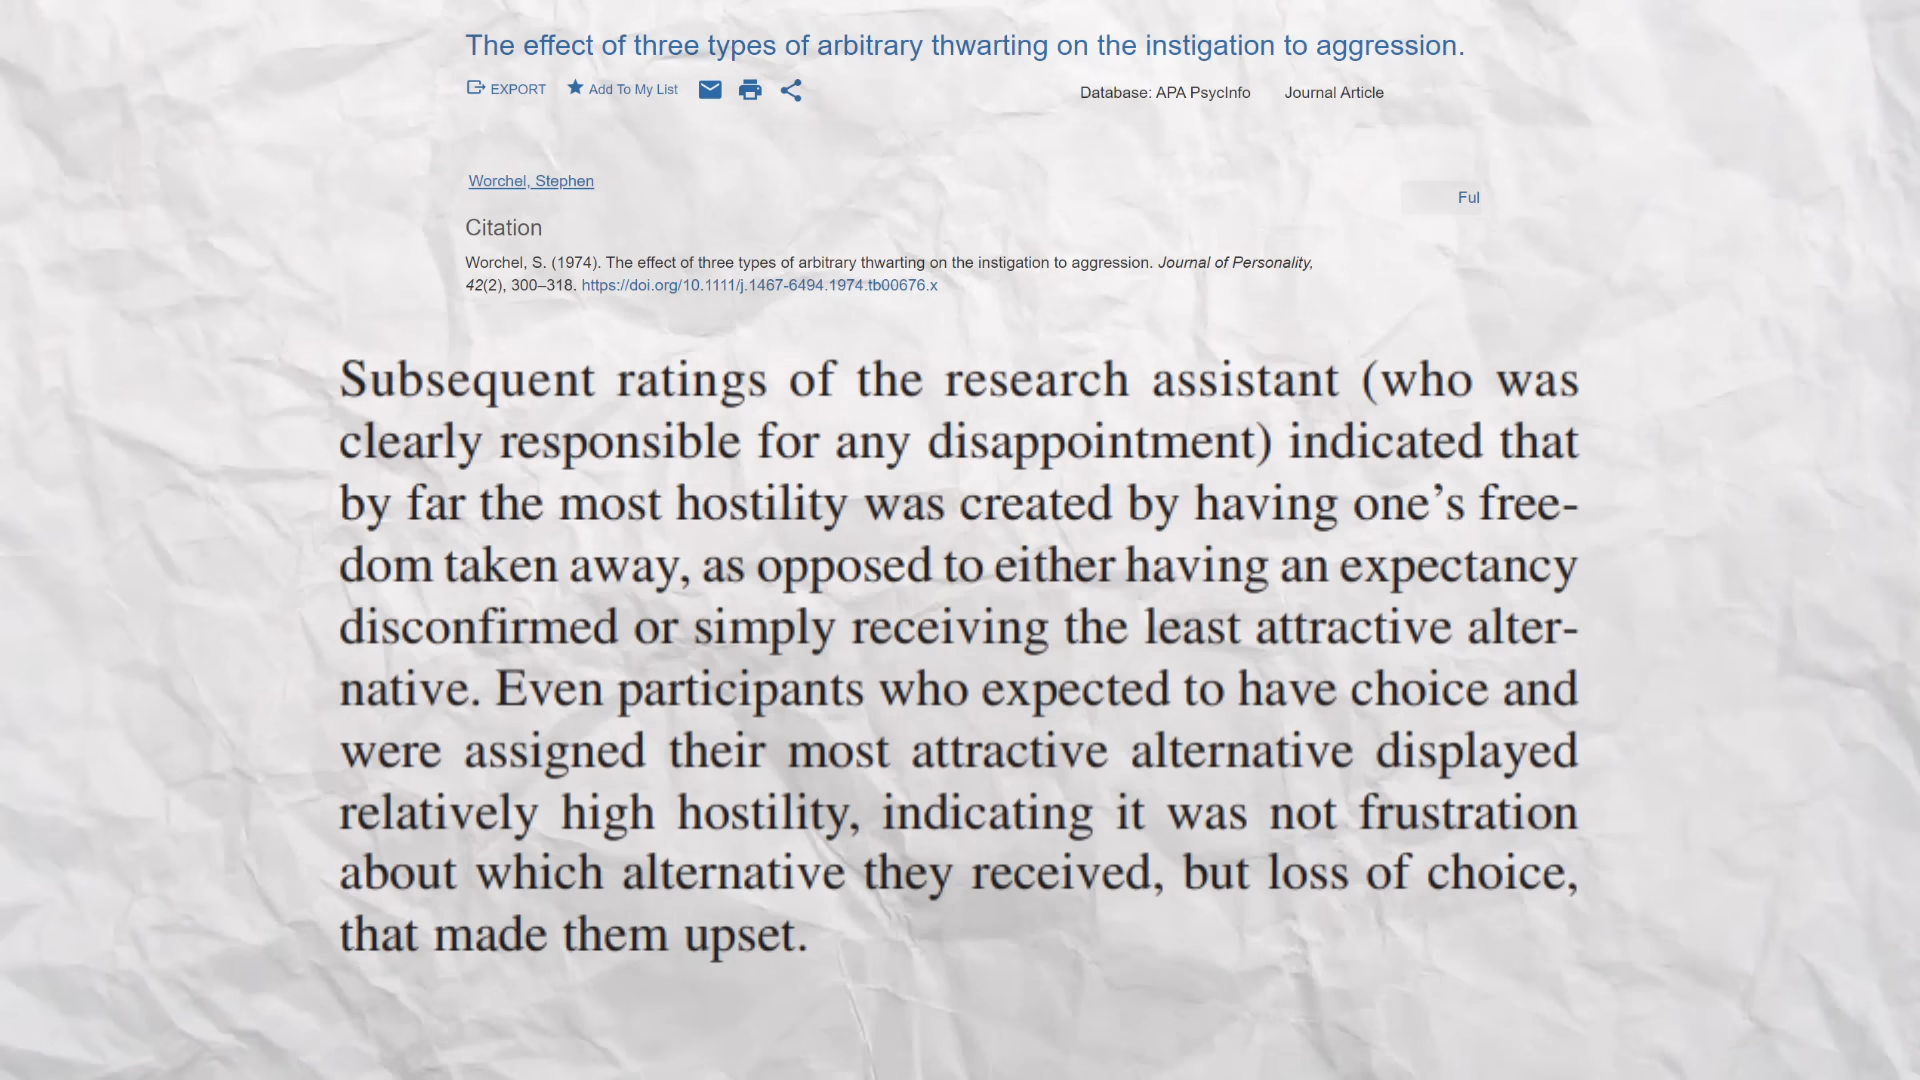 The effect of three types of arbitrary thwarting on the instigation to aggression.
EXPORT Add To My List Database: APA PsycInfo Journal Article
Worchel, Stephen
Ful
Citation
Worchel, S. (1974). The effect of three types of arbitrary thwarting on the instigation to aggression. Journal of Personality,
42(2), 300–318. https://doi.org/10.1111/j.1467-6494.1974.tb00676.x
Subsequent ratings of the research assistant (who was
clearly responsible for any disappointment) indicated that
by far the most hostility was created by having one’s free-
dom taken away, as opposed to either having an expectancy
disconfirmed or simply receiving the least attractive alter-
native. Even participants who expected to have choice and
were assigned their most attractive alternative displayed
relatively high hostility, indicating it was not frustration
about which alternative they received, but loss of choice,
that made them upset.